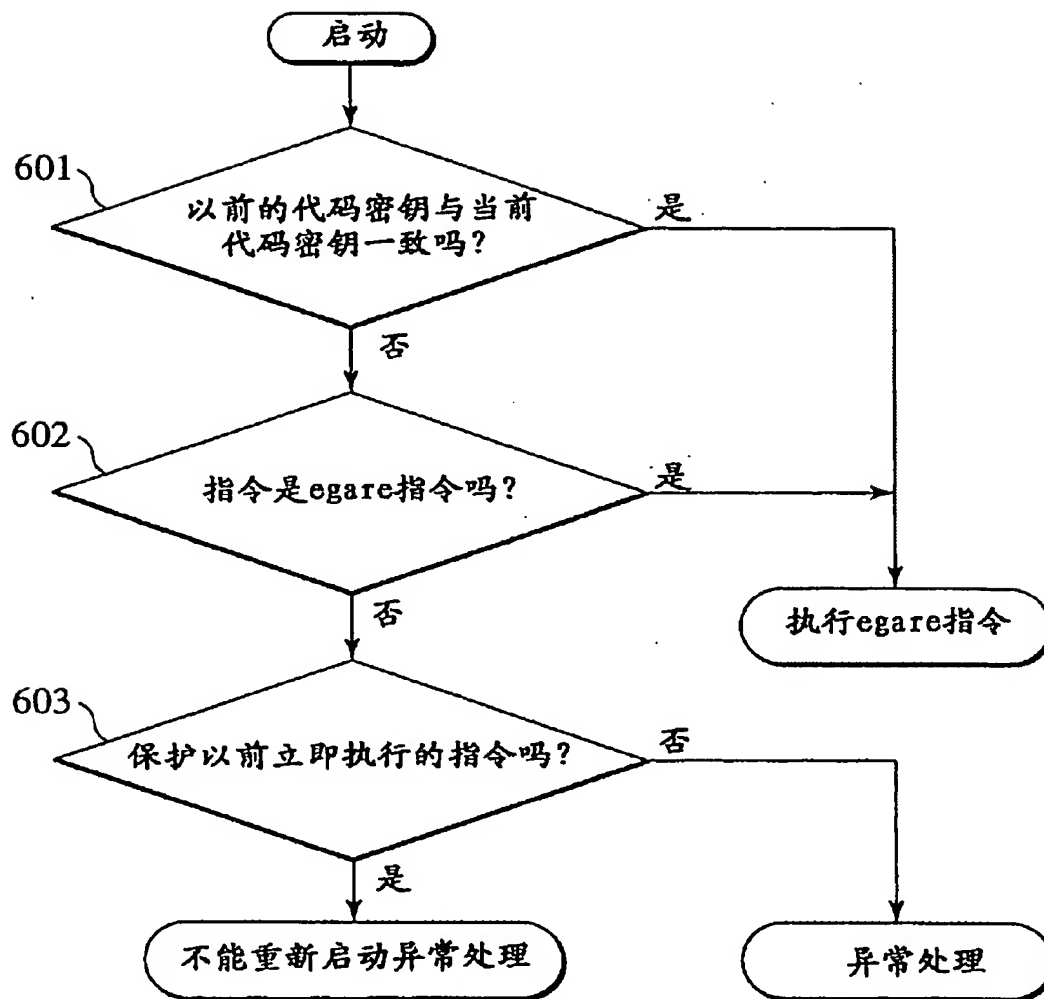 启动
601
以前的代码密钥与当前
代码密钥一致吗?
是
否
602
指令是egare指令吗?
是
否
执行egare指令
603
保护以前立即执行的指令吗?
否
是
不能重新启动异常处理
异常处理